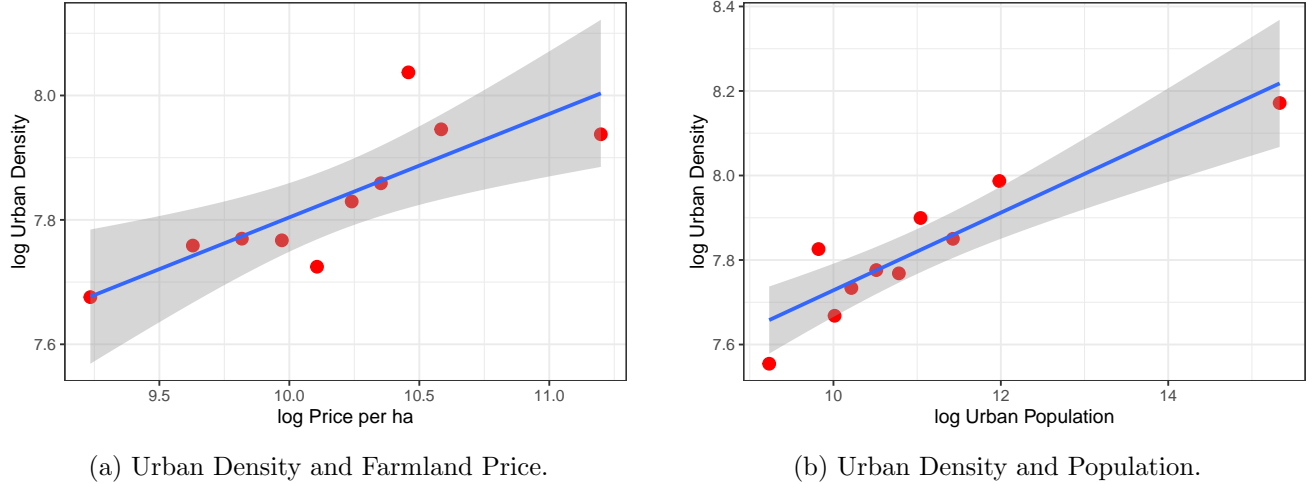 8.0
7.8
7.6
log Urban Density
9.5 10.0 10.5 11.0
log Price per ha
(a) Urban Density and Farmland Price.
8.4
8.2
8.0
7.8
7.6
log Urban Density
10 12 14
log Urban Population
(b) Urban Density and Population.